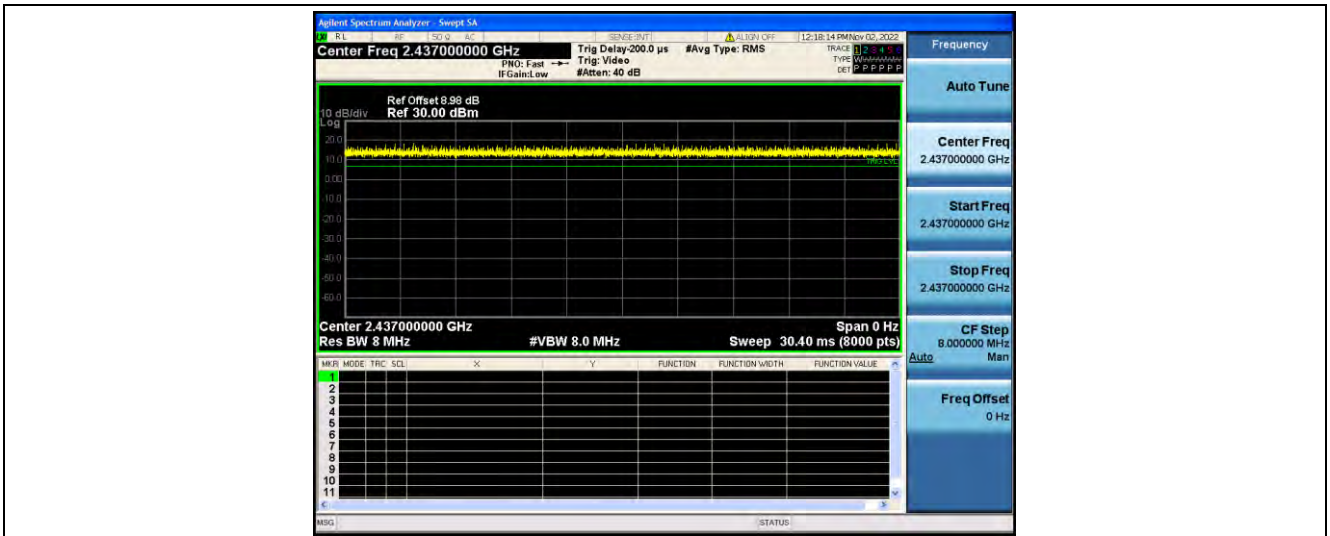 Agilent Spectrum Analyzer - Swept SA
RL RF 50 Ω AC SENSE:INT ALIGN OFF 12:18:14 PM Nov 02, 2022
Center Freq 2.437000000 GHz
PNO: Fast
IFGain:Low
Trig Delay-200.0 µs
Trig: Video
#Atten: 40 dB
#Avg Type: RMS
TRACE 1 2 3 4 5 6
TYPE
DET P P P P P P
Frequency
Auto Tune
Center Freq
2.437000000 GHz
Start Freq
2.437000000 GHz
Stop Freq
2.437000000 GHz
CF Step
8.000000 MHz
Auto Man
Freq Offset
0 Hz
Ref Offset 8.98 dB
10 dB/div Ref 30.00 dBm
Log
20.0
10.0
TRIG LVL
0.00
-10.0
-20.0
-30.0
-40.0
-50.0
-60.0
Center 2.437000000 GHz Span 0 Hz
Res BW 8 MHz #VBW 8.0 MHz Sweep 30.40 ms (8000 pts)
MKR MODE TRC SCL X Y FUNCTION FUNCTION WIDTH FUNCTION VALUE
1
2
3
4
5
6
7
8
9
10
11
MSG STATUS